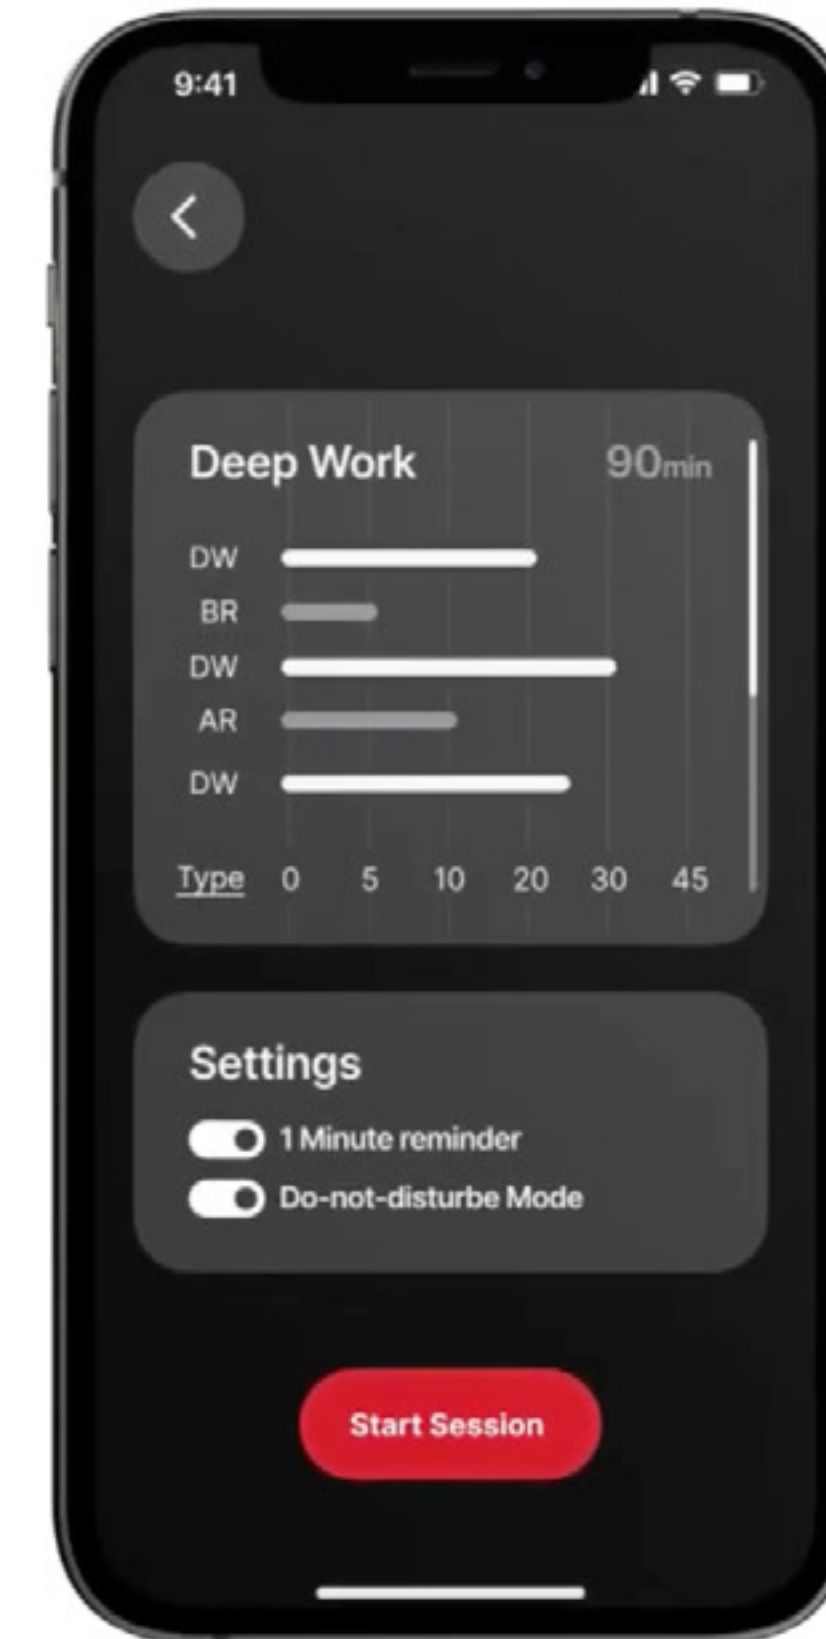 9:41
Deep Work 90min
DW
BR
DW
AR
DW
Type 0 5 10 20 30 45
Settings
1 Minute reminder
Do-not-disturbe Mode
Start Session